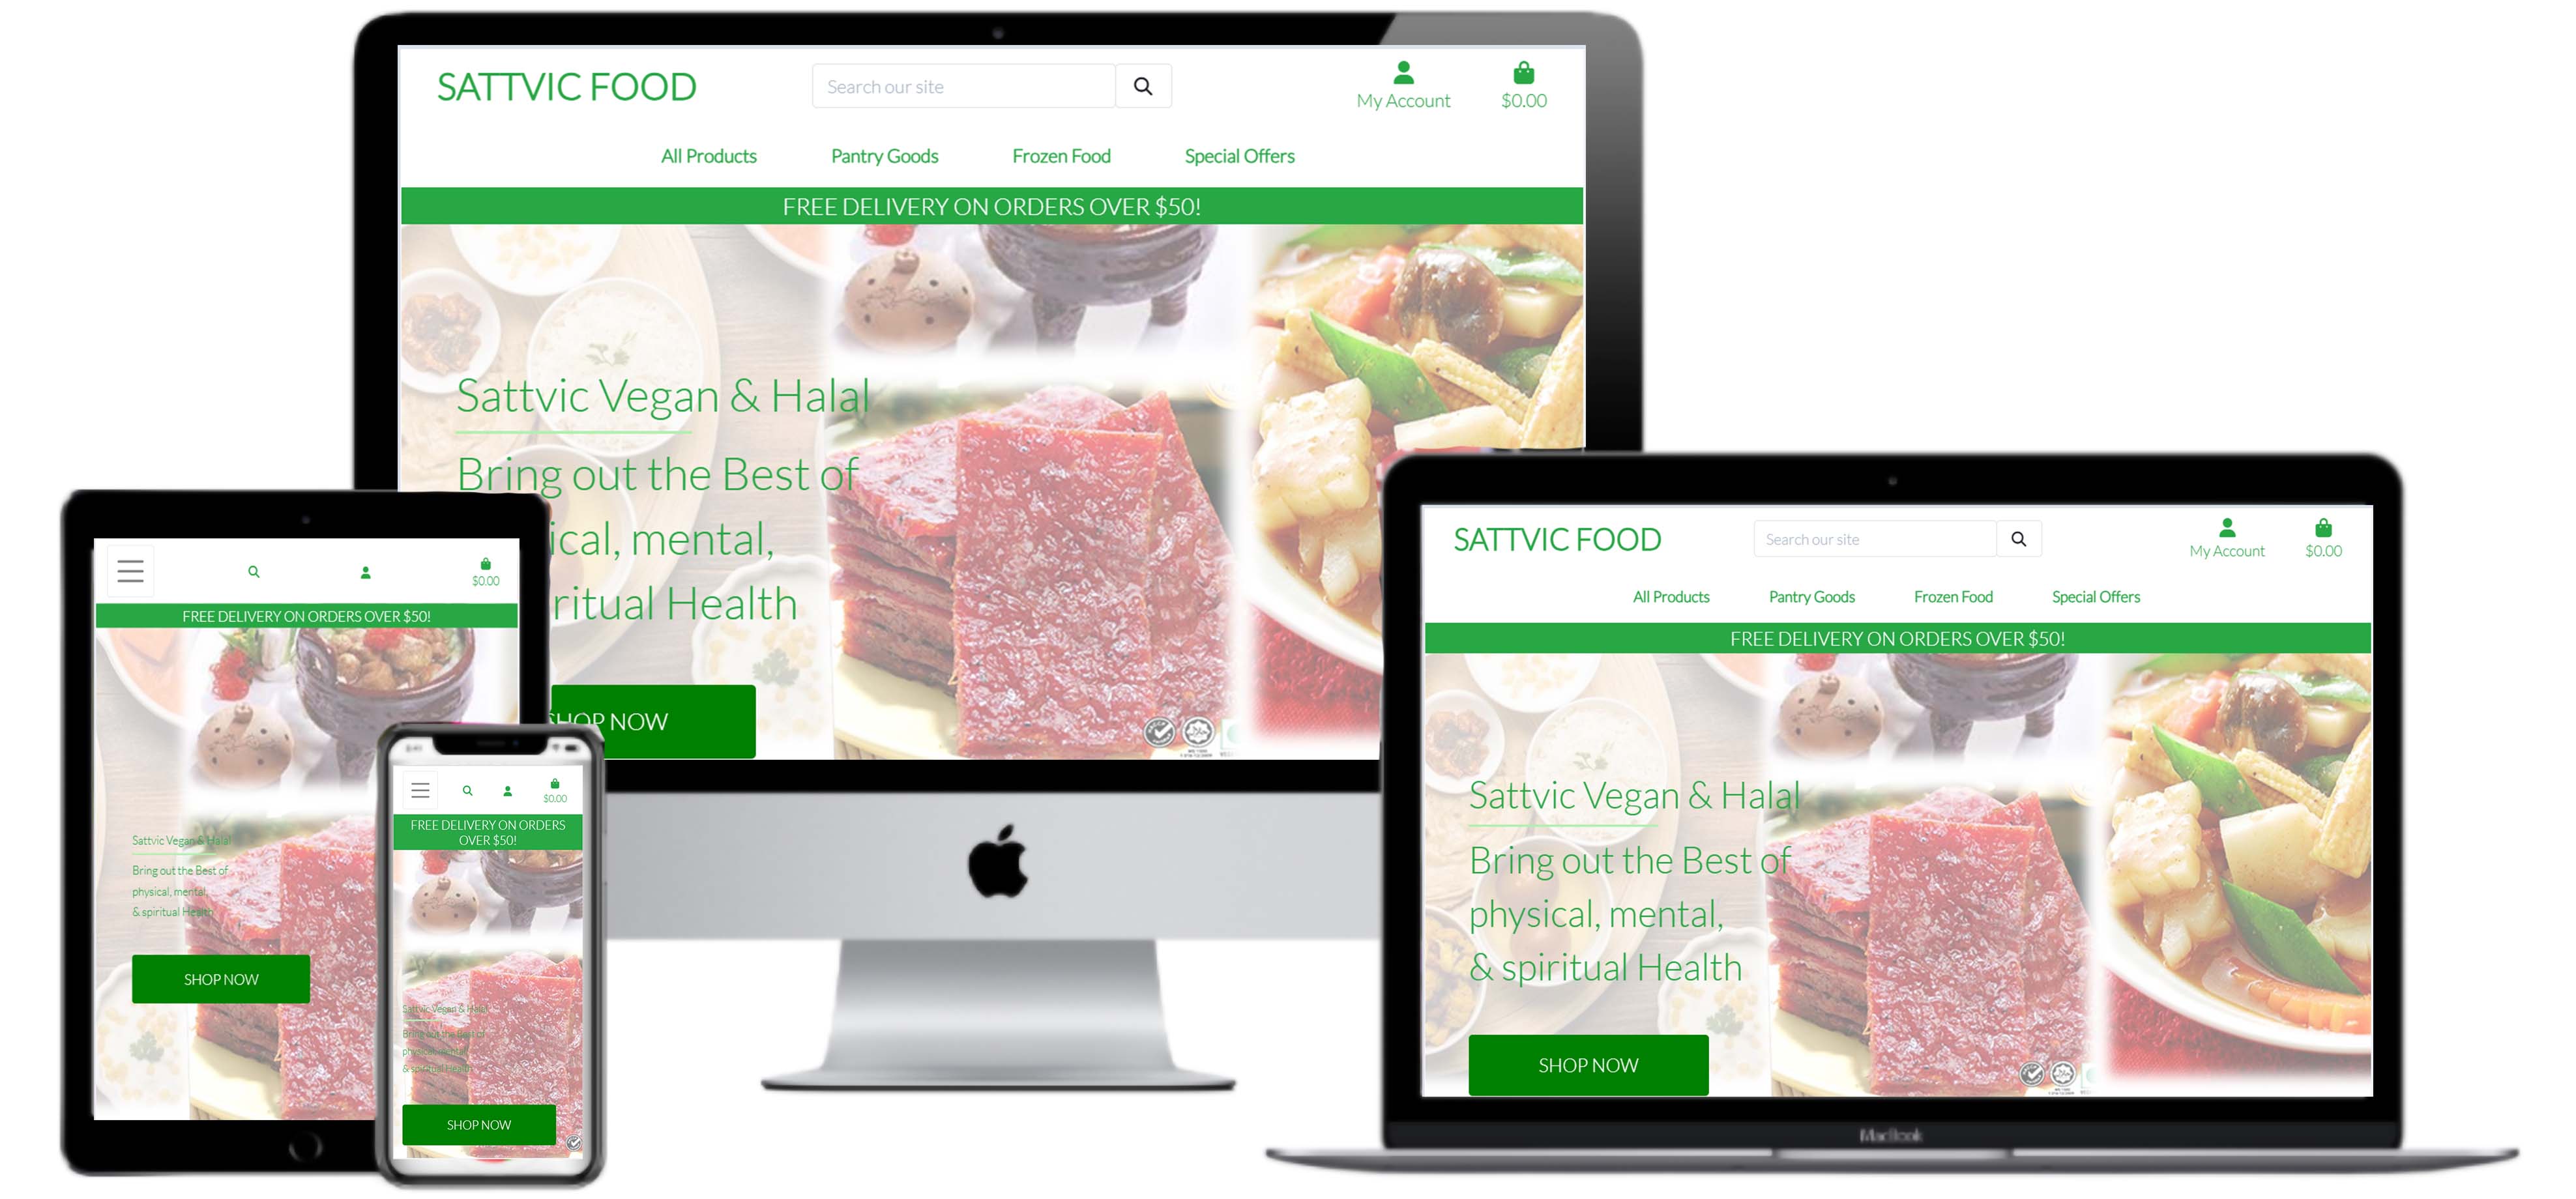 SATTVIC FOOD
Search our site
My Account
$0.00
All Products
Pantry Goods
Frozen Food
Special Offers
FREE DELIVERY ON ORDERS OVER $50!
Sattvic Vegan & Halal
Bring out the Best of
ical, mental,
ritual Health
SHOP NOW
$0.00
FREE DELIVERY ON ORDERS OVER $50!
Sattvic Vegan & Halal
Bring out the Best of
physical, mental,
& spiritual Health
SHOP NOW
$0.00
FREE DELIVERY ON ORDERS
OVER $50!
Sattvic Vegan & Halal
Bring out the Best of
physical, mental,
& spiritual Health
SHOP NOW
SATTVIC FOOD
Search our site
My Account
$0.00
All Products
Pantry Goods
Frozen Food
Special Offers
FREE DELIVERY ON ORDERS OVER $50!
Sattvic Vegan & Halal
Bring out the Best of
physical, mental,
& spiritual Health
SHOP NOW
MacBook